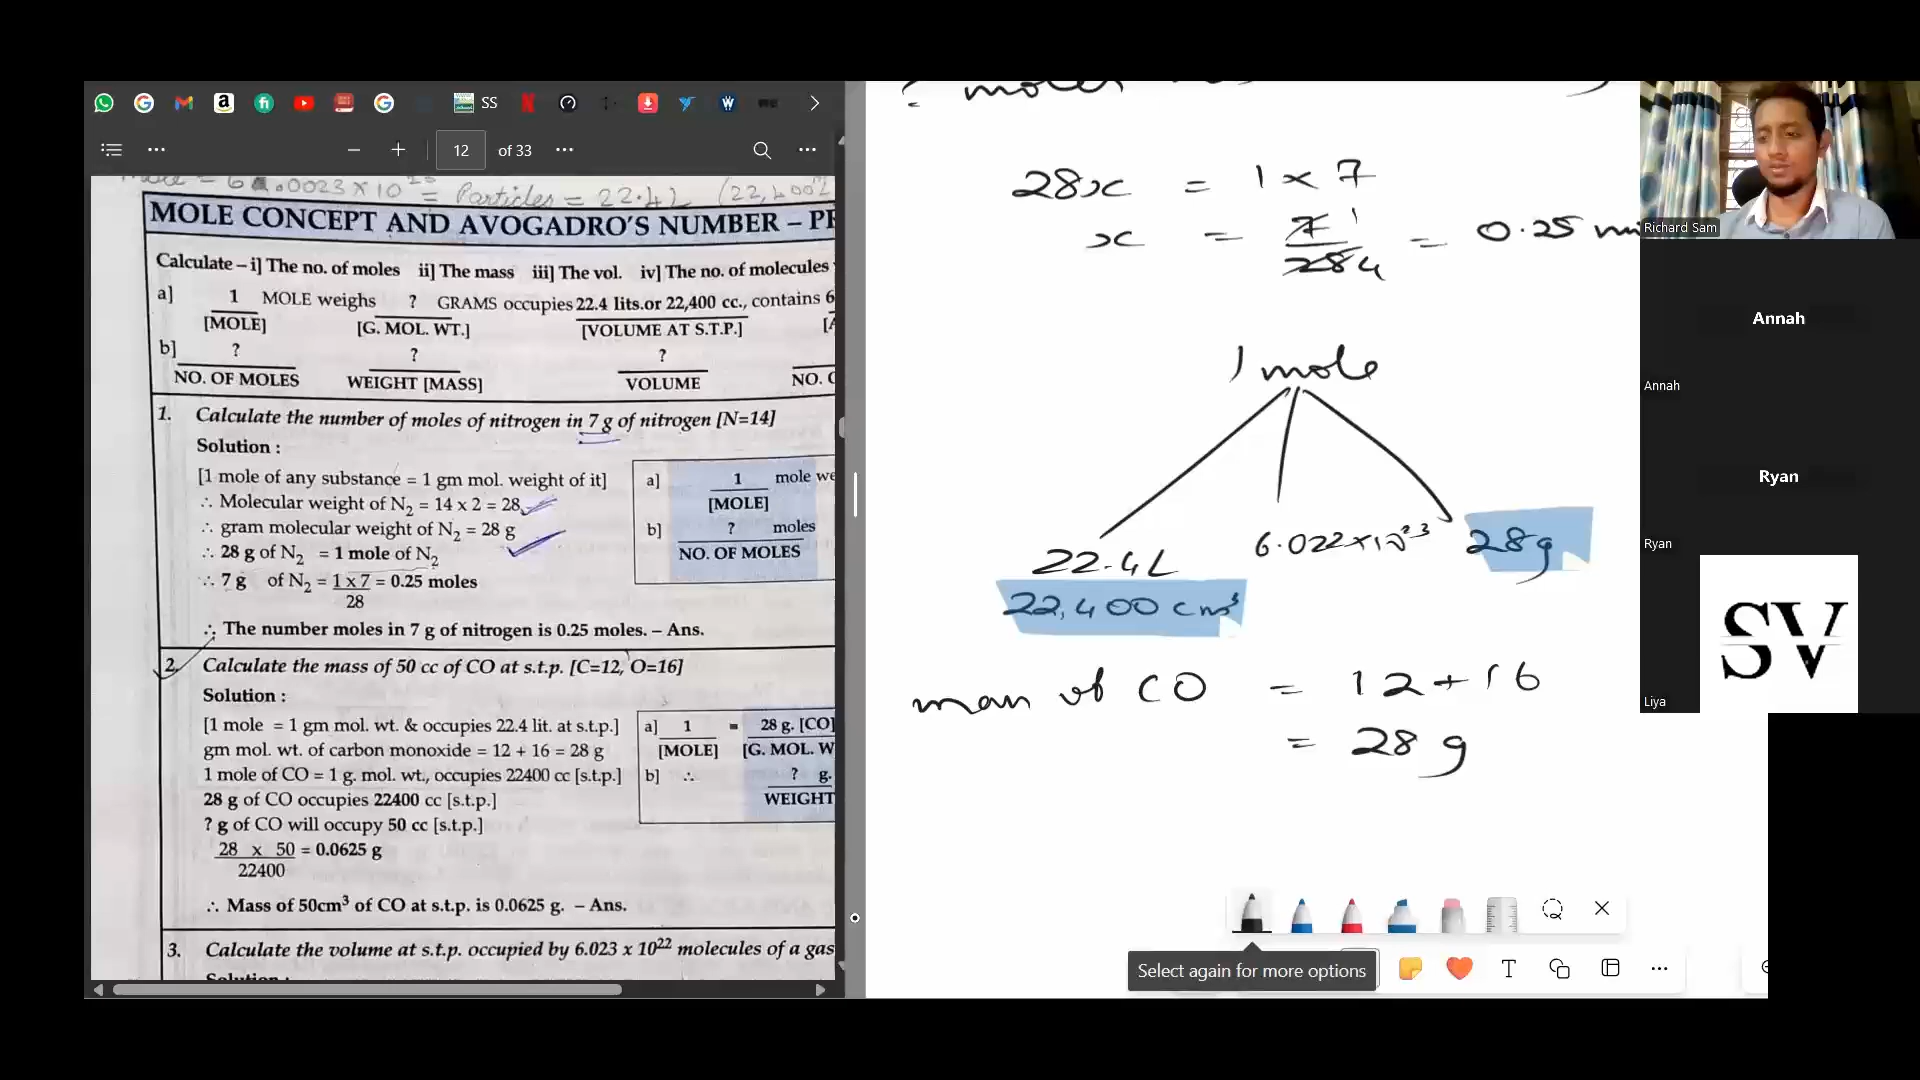 SS
12 of 33
MOLE CONCEPT AND AVOGADRO'S NUMBER – P
Calculate – i] The no. of moles ii] The mass iii] The vol. iv] The no. of molecules
a] 1 MOLE weighs ? GRAMS occupies 22.4 lits.or 22,400 cc., contains 6
[MOLE] [G. MOL. WT.] [VOLUME AT S.T.P.]
b] ? ? ?
NO. OF MOLES WEIGHT [MASS] VOLUME NO.
1. Calculate the number of moles of nitrogen in 7 g of nitrogen [N=14]
Solution :
[1 mole of any substance = 1 gm mol. weight of it]
∴ Molecular weight of N₂ = 14 x 2 = 28
∴ gram molecular weight of N₂ = 28 g
∴ 28 g of N₂ = 1 mole of N₂
∴ 7 g of N₂ = 1 x 7 = 0.25 moles
28
∴ The number moles in 7 g of nitrogen is 0.25 moles. – Ans.
a] 1 mole we
[MOLE]
b] ? moles
NO. OF MOLES
2. Calculate the mass of 50 cc of CO at s.t.p. [C=12, O=16]
Solution :
[1 mole = 1 gm mol. wt. & occupies 22.4 lit. at s.t.p.]
gm mol. wt. of carbon monoxide = 12 + 16 = 28 g
1 mole of CO = 1 g. mol. wt., occupies 22400 cc [s.t.p.]
28 g of CO occupies 22400 cc [s.t.p.]
? g of CO will occupy 50 cc [s.t.p.]
28 x 50 = 0.0625 g
22400
∴ Mass of 50cm³ of CO at s.t.p. is 0.0625 g. – Ans.
a] 1 = 28 g. [CO]
[MOLE] [G. MOL. W
b] ∴ ? g.
WEIGHT
3. Calculate the volume at s.t.p. occupied by 6.023 x 10²² molecules of a gas
Solution :
28x = 1 x 7
x = 7 1 = 0.25
28 4
1 mole
22.4 L
22,400 cm³
6.022 x 10²³
28g
mass of CO = 12 + 16
= 28 g
Select again for more options
Richard Sam
Annah
Annah
Ryan
Ryan
SV
Liya